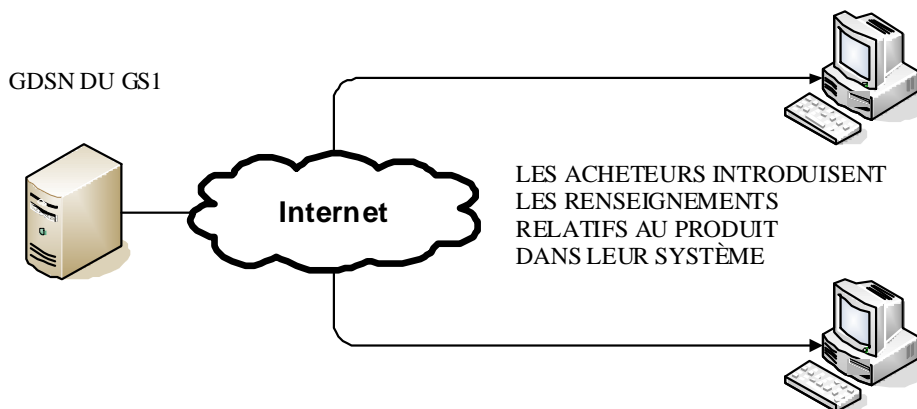 GDSN DU GS1
Internet
LES ACHETEURS INTRODUISENT
LES RENSEIGNEMENTS
RELATIFS AU PRODUIT
DANS LEUR SYSTÈME